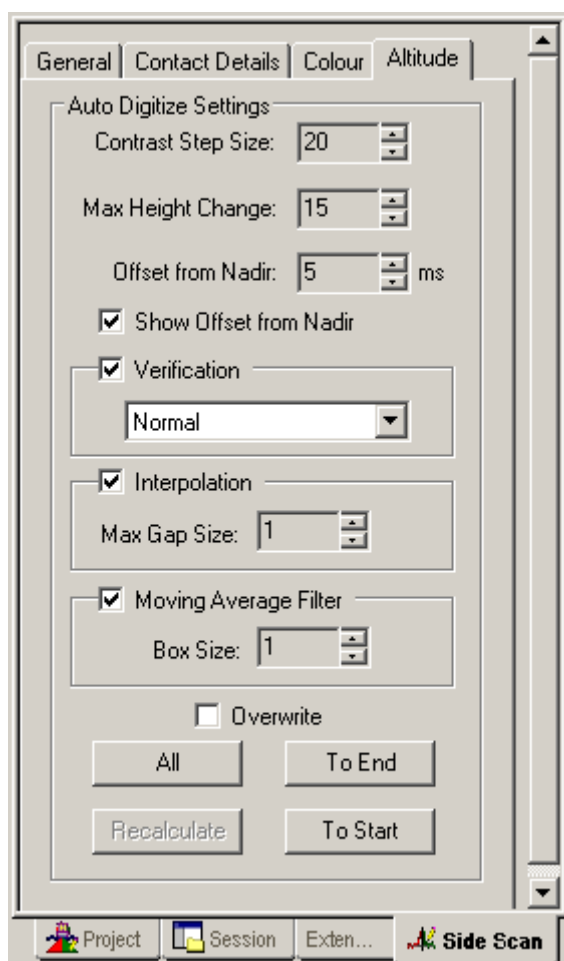 General Contact Details Colour Altitude
Auto Digitize Settings
Contrast Step Size: 20
Max Height Change: 15
Offset from Nadir: 5 ms
Show Offset from Nadir
Verification
Normal
Interpolation
Max Gap Size: 1
Moving Average Filter
Box Size: 1
Overwrite
All To End
Recalculate To Start
Project Session Exten... Side Scan